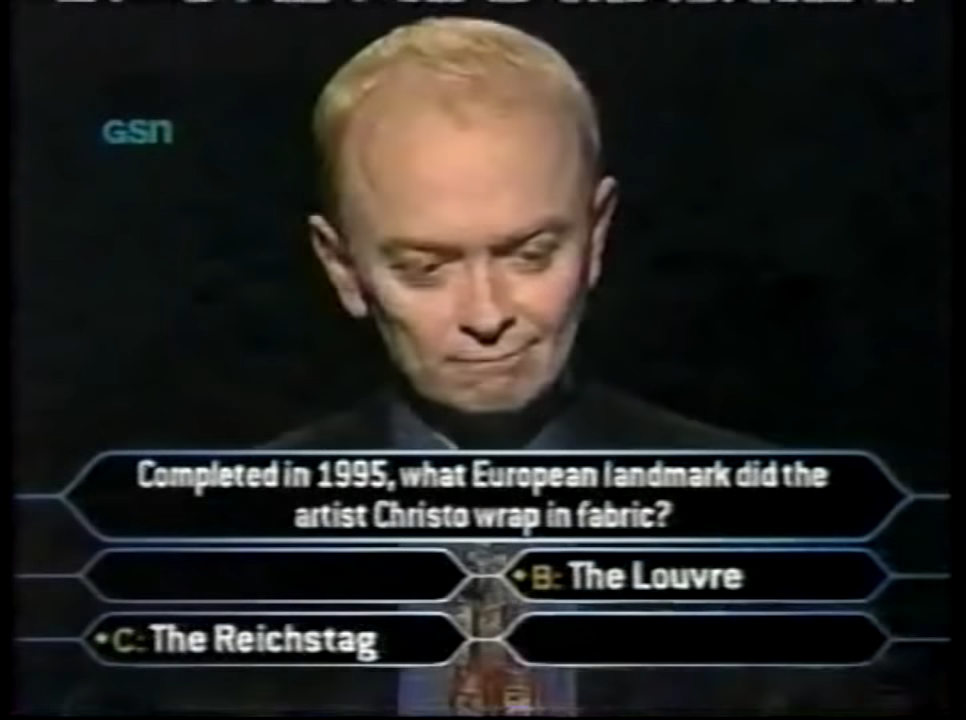 GSN
Completed in 1995, what European landmark did the
artist Christo wrap in fabric?
B: The Louvre
C: The Reichstag